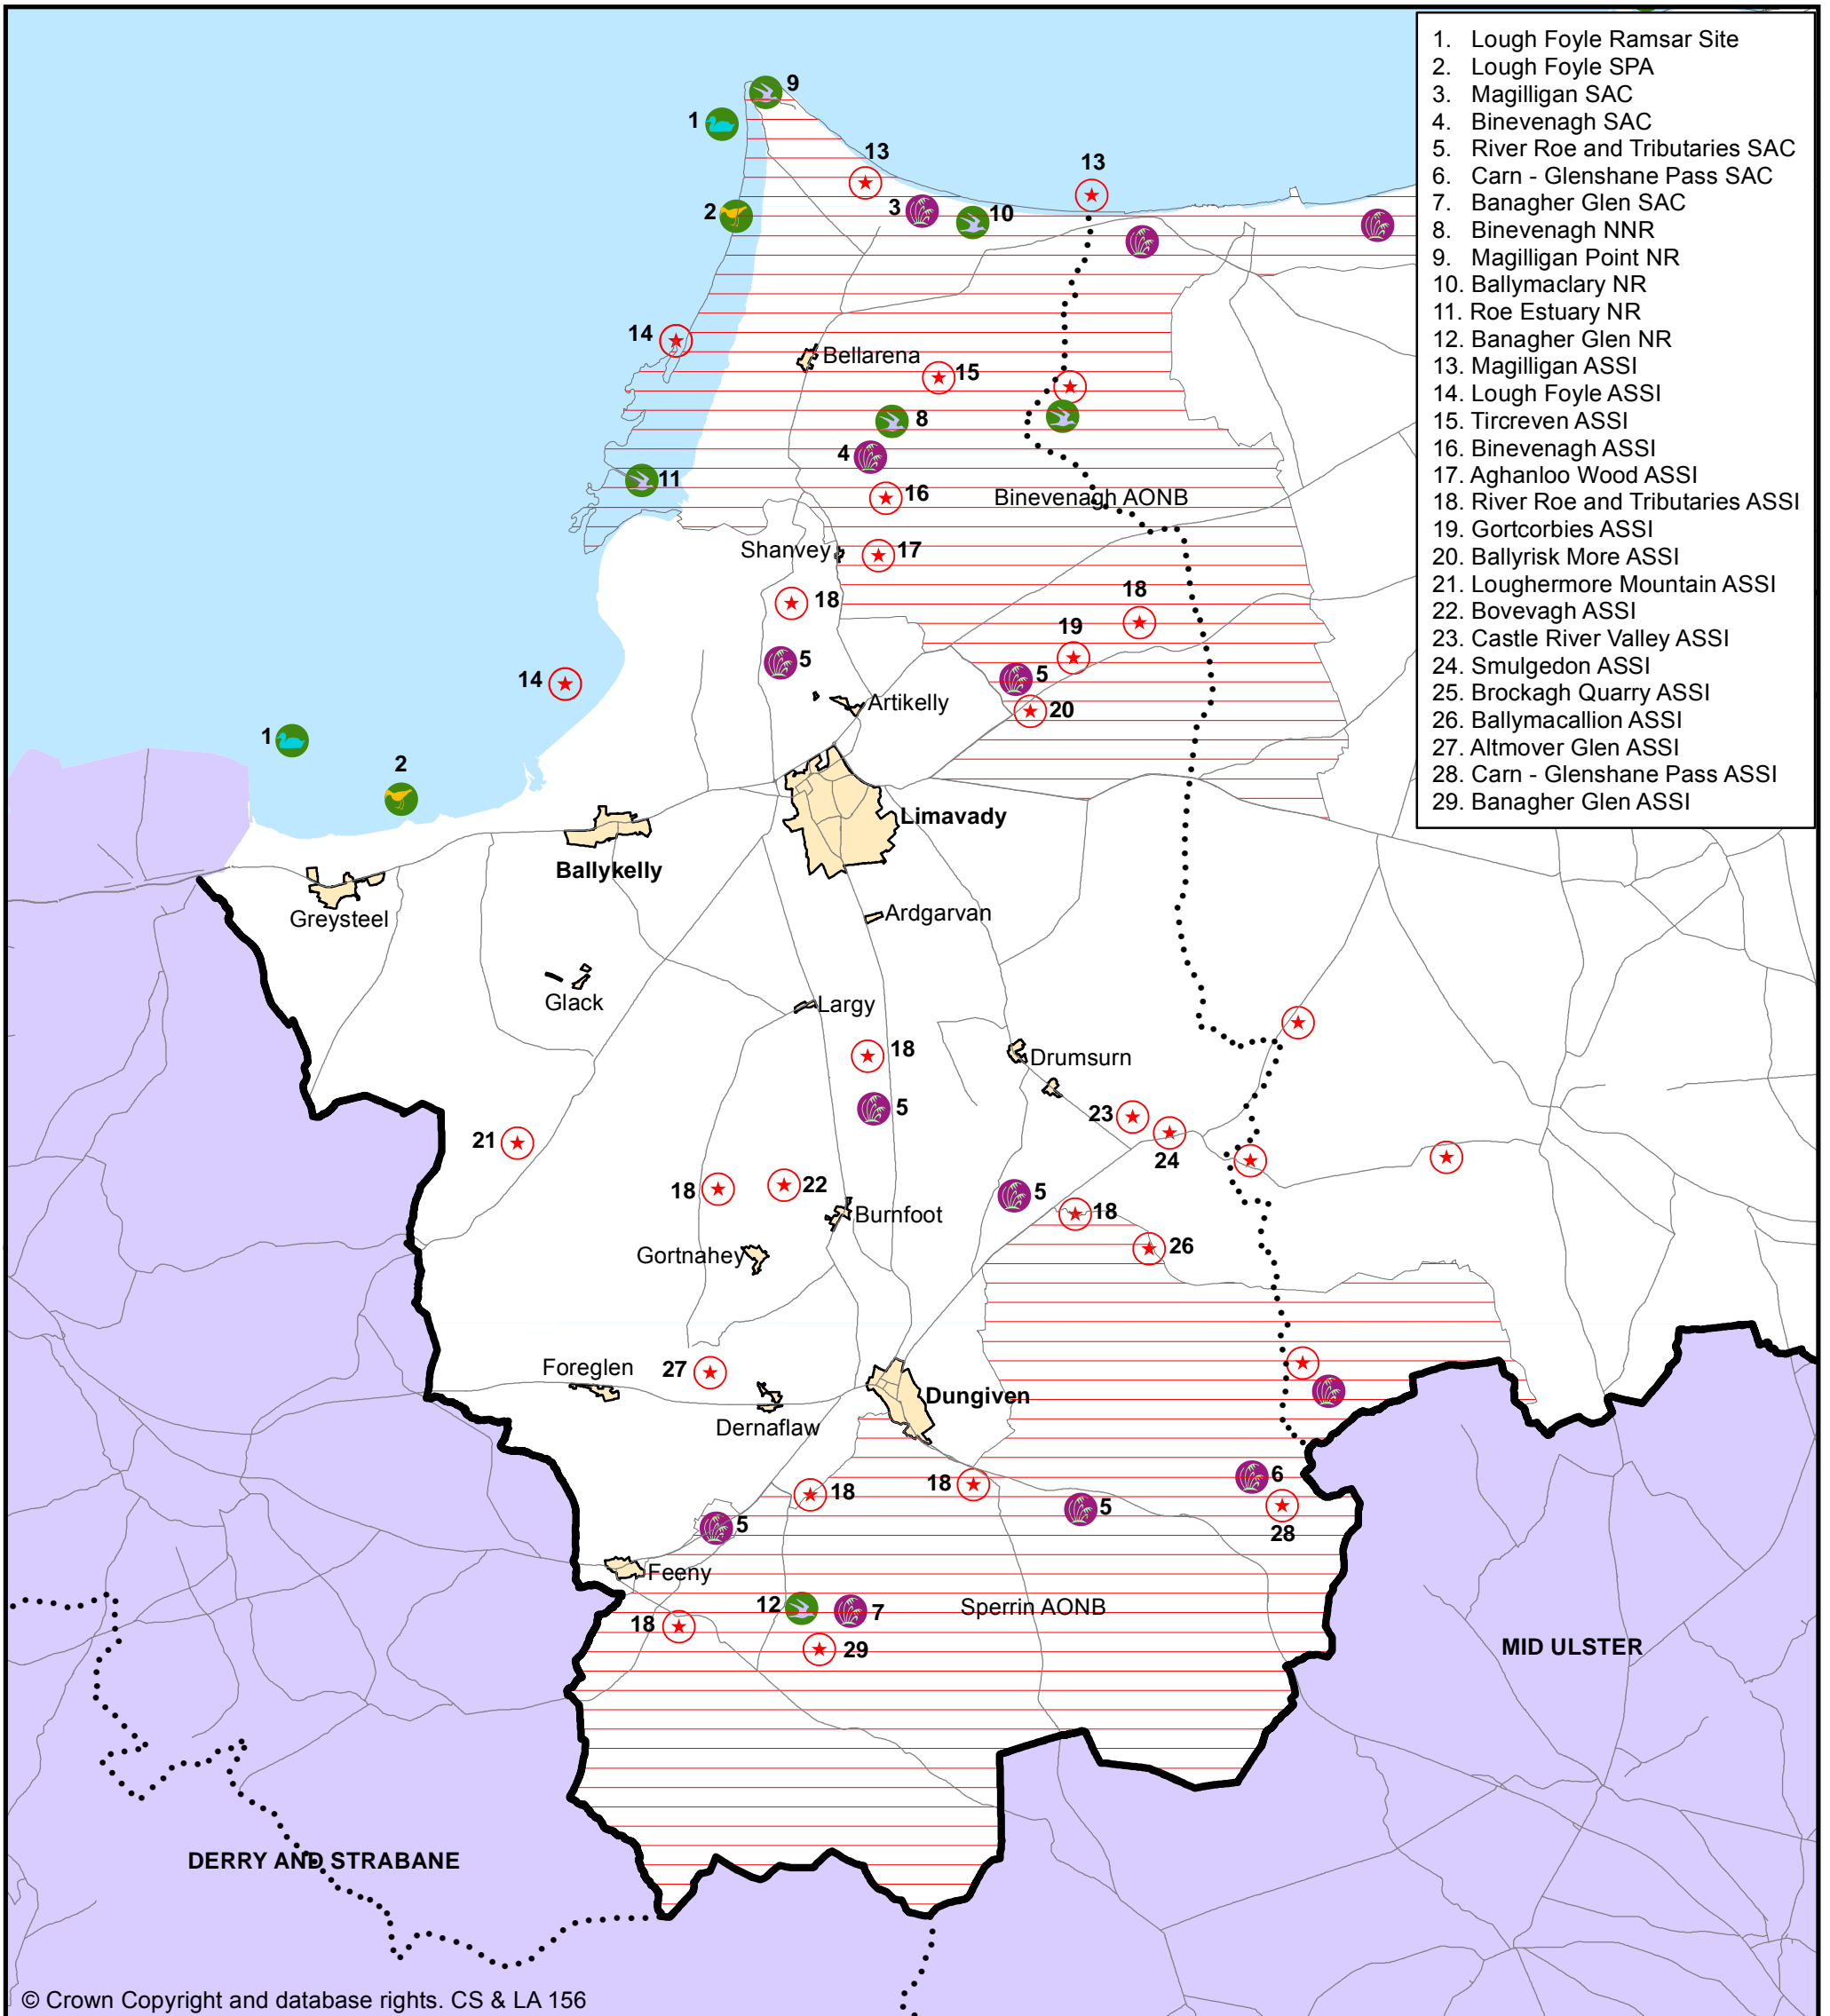 1. Lough Foyle Ramsar Site
2. Lough Foyle SPA
3. Magilligan SAC
4. Binevenagh SAC
5. River Roe and Tributaries SAC
6. Carn - Glenshane Pass SAC
7. Banagher Glen SAC
8. Binevenagh NNR
9. Magilligan Point NR
10. Ballymaclary NR
11. Roe Estuary NR
12. Banagher Glen NR
13. Magilligan ASSI
14. Lough Foyle ASSI
15. Tircreven ASSI
16. Binevenagh ASSI
17. Aghanloo Wood ASSI
18. River Roe and Tributaries ASSI
19. Gortcorbies ASSI
20. Ballyrisk More ASSI
21. Loughermore Mountain ASSI
22. Bovevagh ASSI
23. Castle River Valley ASSI
24. Smulgedon ASSI
25. Brockagh Quarry ASSI
26. Ballymacallion ASSI
27. Altmover Glen ASSI
28. Carn - Glenshane Pass ASSI
29. Banagher Glen ASSI
9
1
13
13
2
3
10
14
Bellarena
15
8
4
11
16
Binevenagh AONB
Shanvey
17
18
18
19
5
5
14
Artikelly
20
1
2
Limavady
Ballykelly
Greysteel
Ardgarvan
Glack
Largy
18
Drumsurn
5
23
21
24
18
22
5
18
Burnfoot
26
Gortnahey
Foreglen
27
Dungiven
Dernaflaw
6
18
18
5
28
5
Feeny
12
7
Sperrin AONB
18
29
MID ULSTER
DERRY AND STRABANE
© Crown Copyright and database rights. CS & LA 156